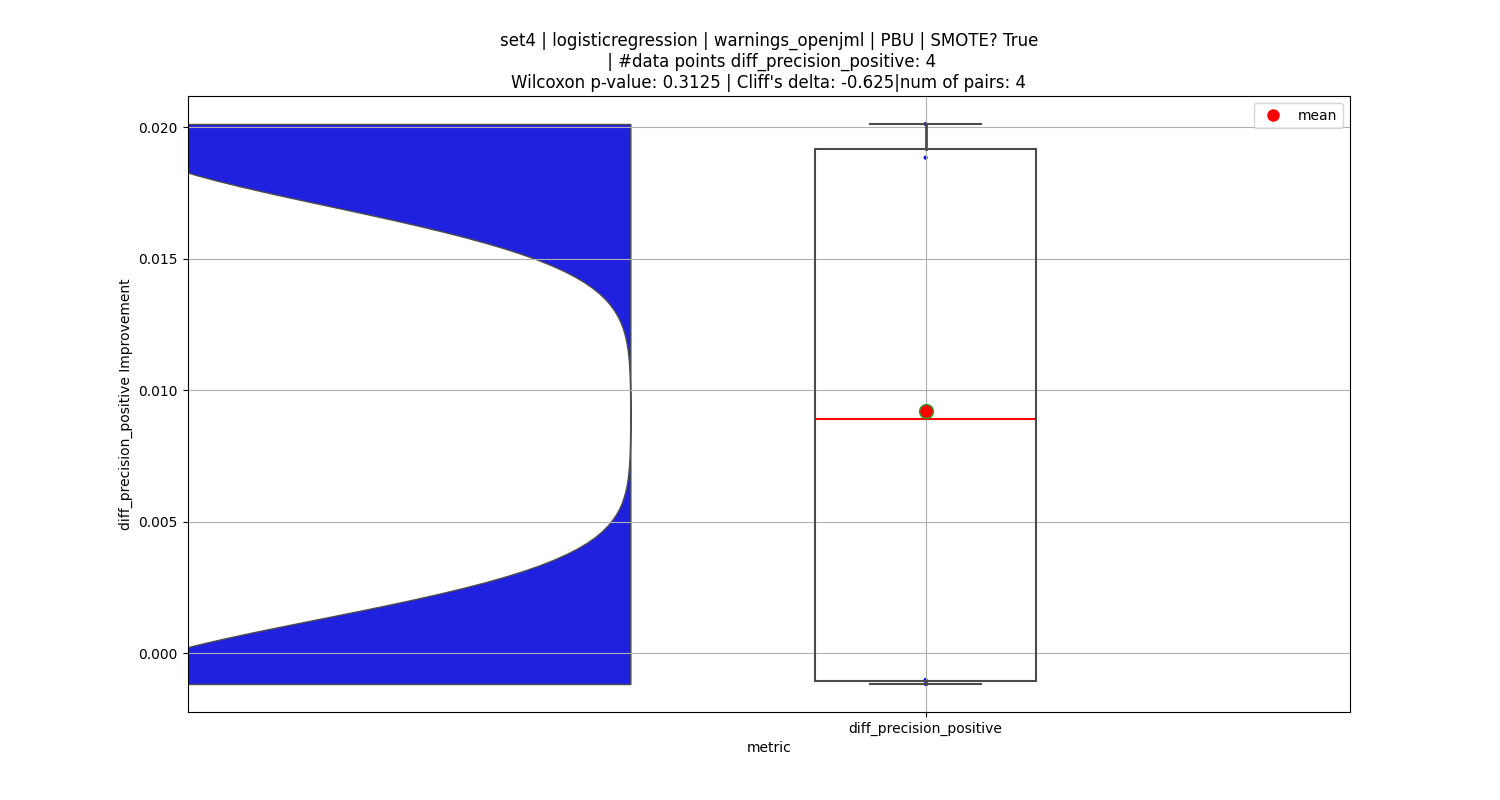 set4 | logisticregression | warnings_openjml | PBU | SMOTE? True
| #data points diff_precision_positive: 4
Wilcoxon p-value: 0.3125 | Cliff's delta: -0.625|num of pairs: 4
mean
0.020
0.015
0.010
0.005
0.000
diff_precision_positive Improvement
diff_precision_positive
metric